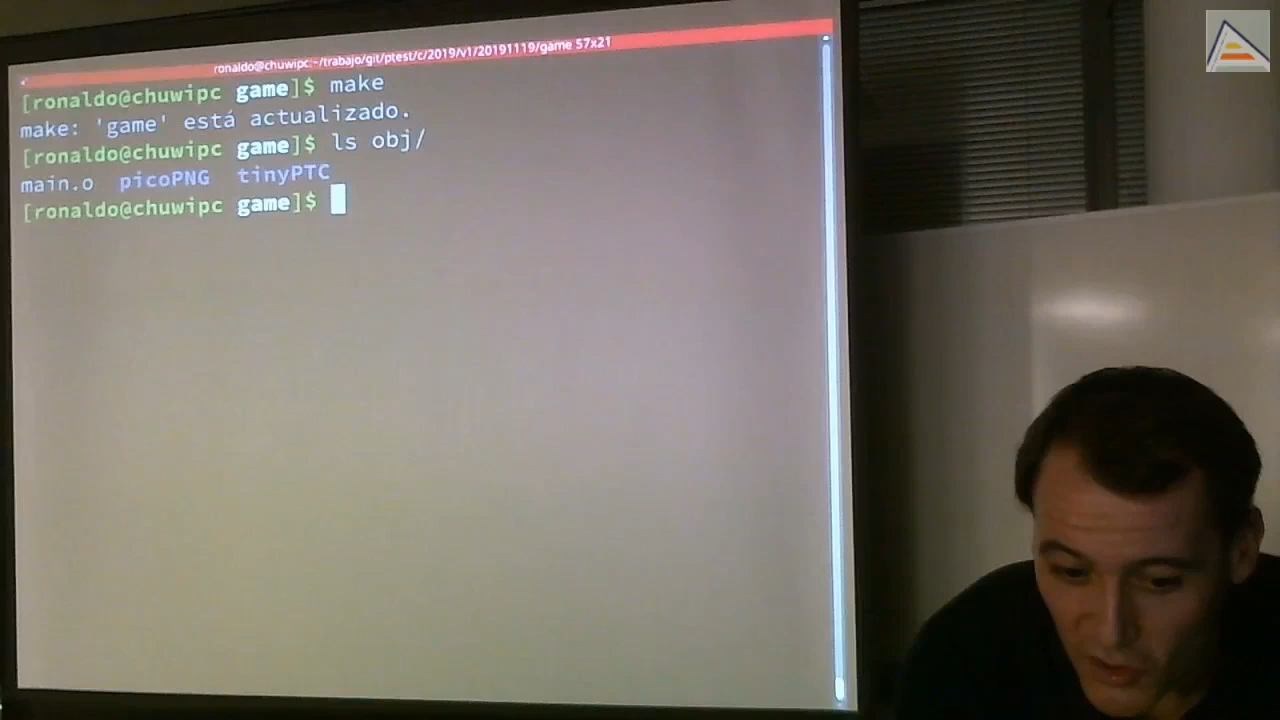 ronaldo@chuwipc:~/trabajo/git/ptest/c/2019/v1/20191119/game 57x21
[ronaldo@chuwipc game]$ make
make: 'game' está actualizado.
[ronaldo@chuwipc game]$ ls obj/
main.o picoPNG tinyPTC
[ronaldo@chuwipc game]$